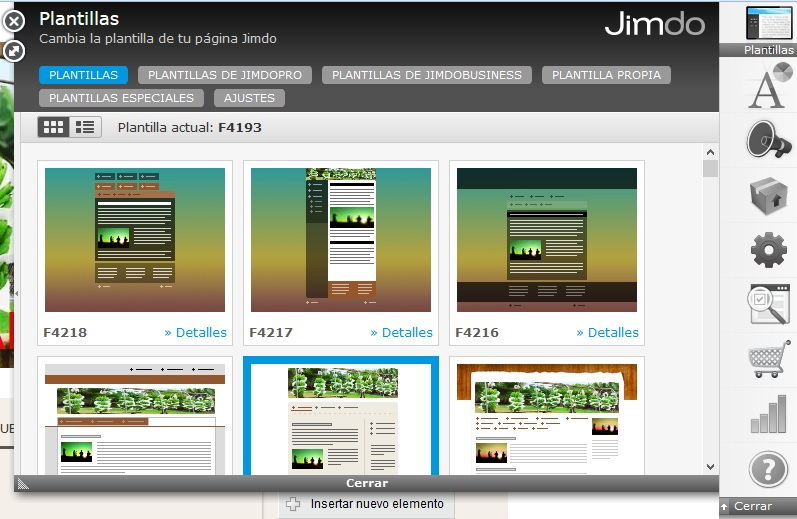 Plantillas
Cambia la plantilla de tu página Jimdo
Jimdo
PLANTILLAS
PLANTILLAS DE JIMDOPRO
PLANTILLAS DE JIMDOBUSINESS
PLANTILLA PROPIA
PLANTILLAS ESPECIALES
AJUSTES
Plantilla actual: F4193
F4218
» Detalles
F4217
» Detalles
F4216
» Detalles
Cerrar
Insertar nuevo elemento
Plantillas
A
?
Cerrar
UE